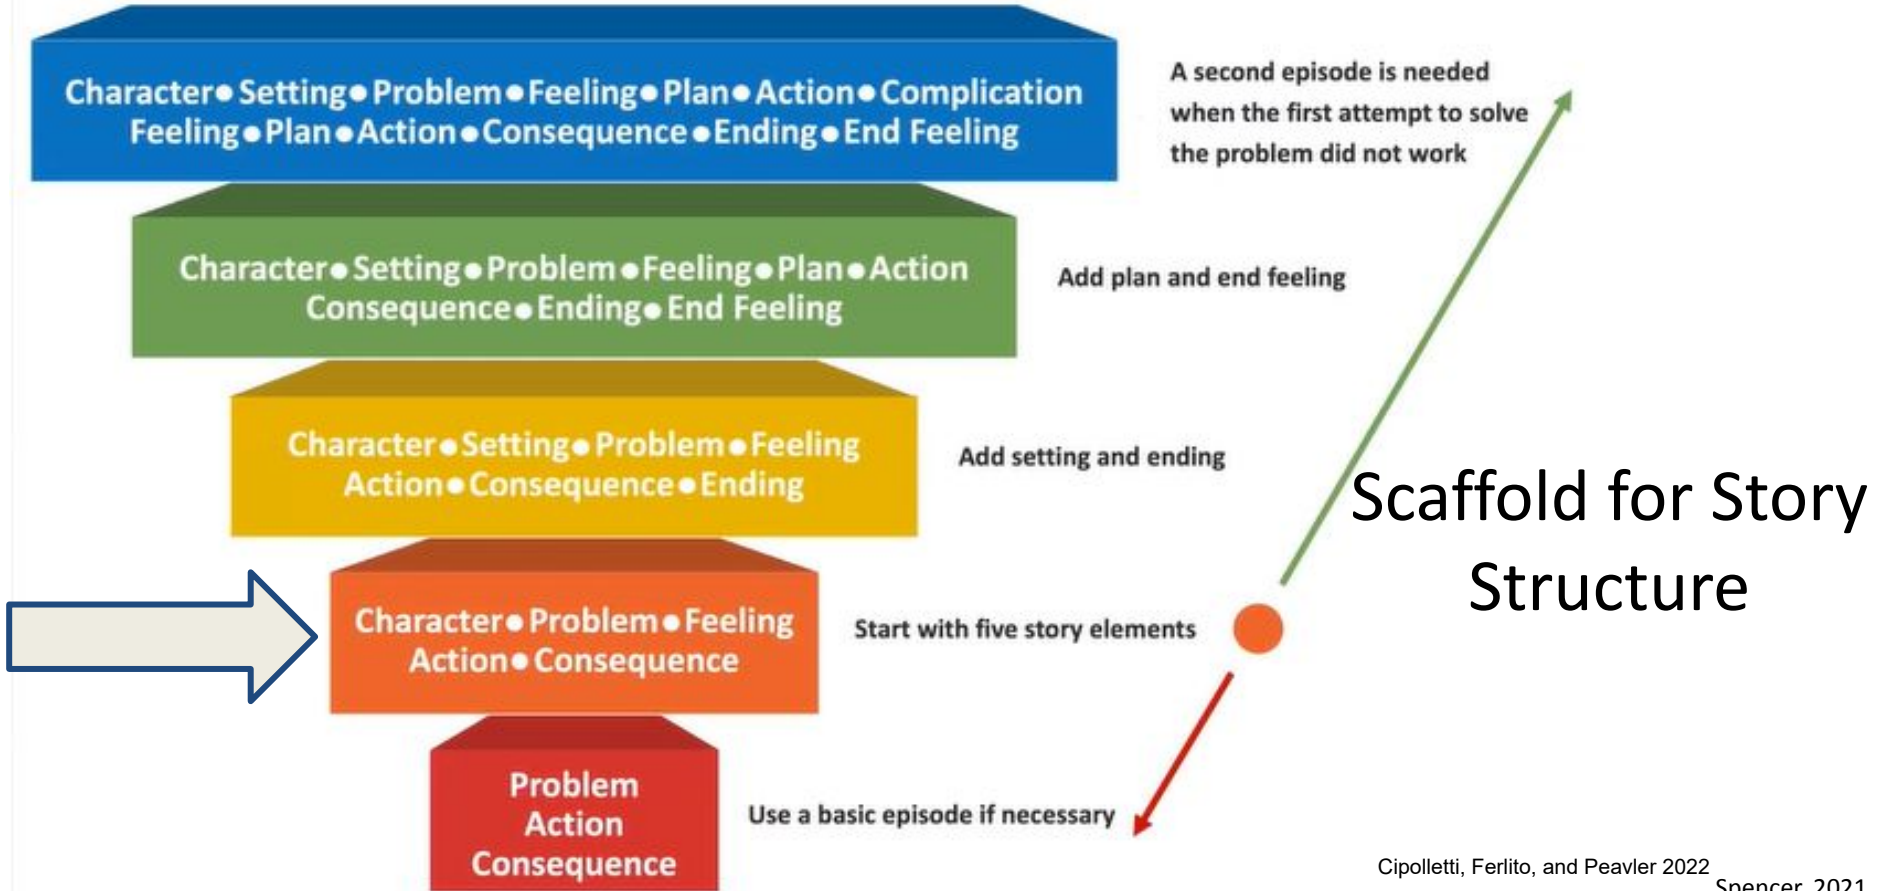 Character● Setting● Problem ●Feeling● Plan● Action ●Complication
Feeling● Plan ●Action ●Consequence ●Ending● End Feeling
A second episode is needed
when the first attempt to solve
the problem did not work
Character● Setting● Problem ●Feeling● Plan● Action
Consequence● Ending● End Feeling
Add plan and end feeling
Character● Setting● Problem ●Feeling
Action● Consequence ●Ending
Add setting and ending
Scaffold for Story
Structure
Character● Problem ●Feeling
Action● Consequence
Start with five story elements
Problem
Action
Consequence
Use a basic episode if necessary
Cipolletti, Ferlito, and Peavler 2022
Spencer, 2021